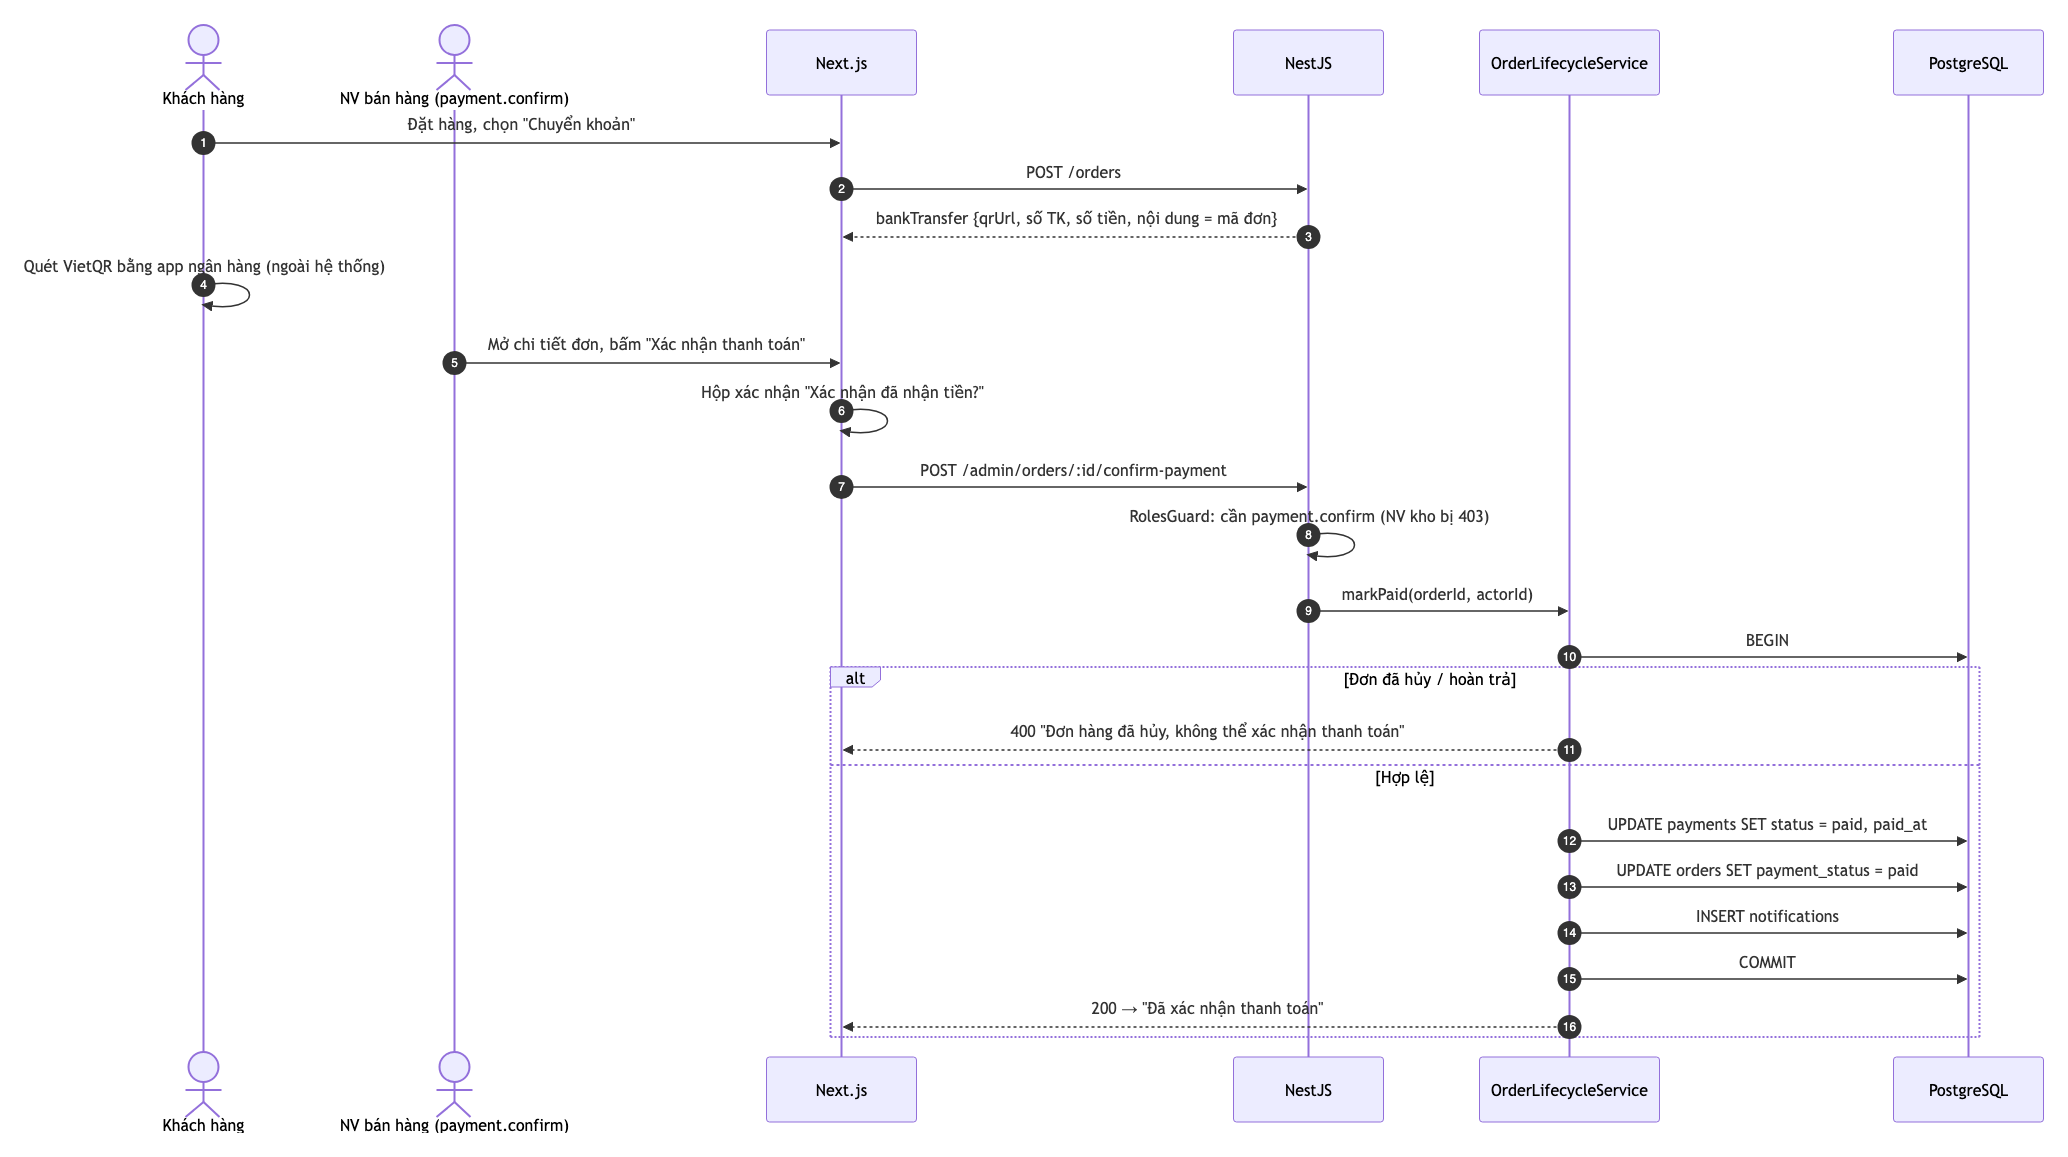 Khách hàng
NV bán hàng (payment.confirm)
Next.js
NestJS
OrderLifecycleService
PostgreSQL
Đặt hàng, chọn "Chuyển khoản"
1
POST /orders
2
bankTransfer {qrUrl, số TK, số tiền, nội dung = mã đơn}
3
Quét VietQR bằng app ngân hàng (ngoài hệ thống)
4
Mở chi tiết đơn, bấm "Xác nhận thanh toán"
5
Hộp xác nhận "Xác nhận đã nhận tiền?"
6
POST /admin/orders/:id/confirm-payment
7
RolesGuard: cần payment.confirm (NV kho bị 403)
8
markPaid(orderId, actorId)
9
BEGIN
10
alt
[Đơn đã hủy / hoàn trả]
400 "Đơn hàng đã hủy, không thể xác nhận thanh toán"
11
[Hợp lệ]
UPDATE payments SET status = paid, paid_at
12
UPDATE orders SET payment_status = paid
13
INSERT notifications
14
COMMIT
15
200 → "Đã xác nhận thanh toán"
16
Khách hàng
NV bán hàng (payment.confirm)
Next.js
NestJS
OrderLifecycleService
PostgreSQL